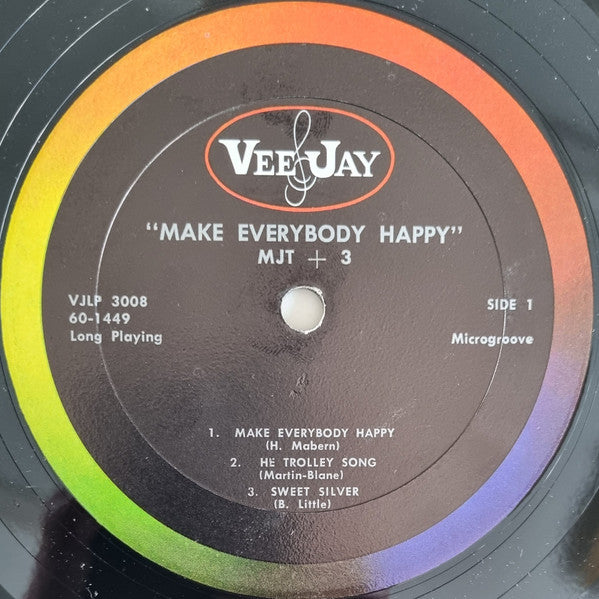 VEE JAY
"MAKE EVERYBODY HAPPY"
MJT + 3
VJLP 3008
60-1449
Long Playing
SIDE 1
Microgroove
1. MAKE EVERYBODY HAPPY
(H. Mabern)
2. HE TROLLEY SONG
(Martin-Blane)
3. SWEET SILVER
(B. Little)